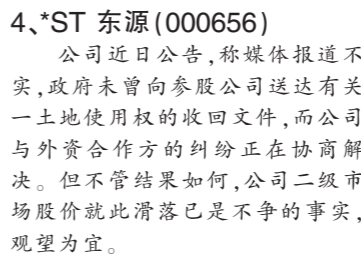 4、*ST 东源(000656)
公司近日公告,称媒体报道不
实,政府未曾向参股公司送达有关
一土地使用权的收回文件,而公司
与外资合作方的纠纷正在协商解
决。但不管结果如何,公司二级市
场股价就此滑落已是不争的事实,
观望为宜。